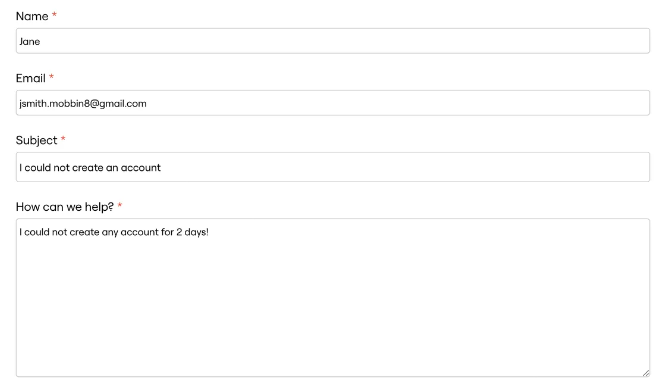 Name *
Jane
Email *
jsmith.mobbin8@gmail.com
Subject *
I could not create an account
How can we help? *
I could not create any account for 2 days!